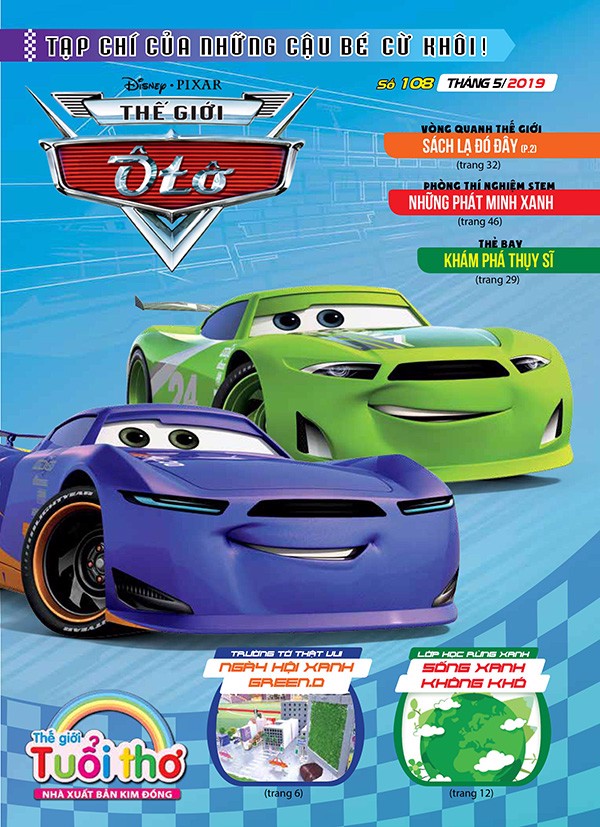 TẠP CHÍ CỦA NHỮNG CẬU BÉ CỪ KHÔI!
DISNEY · PIXAR
THẾ GIỚI
Ôtô
SỐ 108 THÁNG 5/2019
VÒNG QUANH THẾ GIỚI
SÁCH LẠ ĐÓ ĐÂY (P.2)
(trang 32)
PHÒNG THÍ NGHIỆM STEM
NHỮNG PHÁT MINH XANH
(trang 46)
THẺ BAY
KHÁM PHÁ THỤY SĨ
(trang 29)
24
LIGHTYEAR
TRƯỜNG TỚ THẬT VUI
NGÀY HỘI XANH
GREEN.D
(trang 6)
LỚP HỌC RỪNG XANH
SỐNG XANH
KHÔNG KHÓ
(trang 12)
Thế giới
Tuổi thơ
NHÀ XUẤT BẢN KIM ĐỒNG